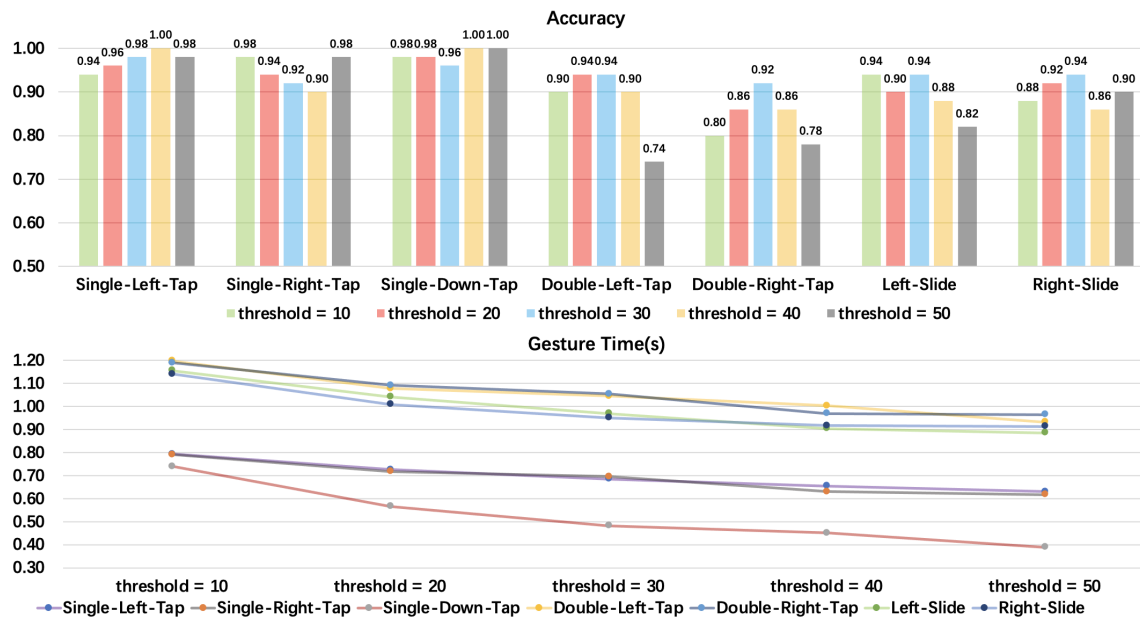 Accuracy
1.00
0.90
0.80
0.70
0.60
0.50
0.94 0.96 0.98 1.00 0.98
0.98 0.94 0.92 0.90 0.98
0.98 0.98 0.96 1.00 1.00
0.90 0.94 0.94 0.90 0.74
0.80 0.86 0.92 0.86 0.78
0.94 0.90 0.94 0.88 0.82
0.88 0.92 0.94 0.86 0.90
Single-Left-Tap Single-Right-Tap Single-Down-Tap Double-Left-Tap Double-Right-Tap Left-Slide Right-Slide
threshold = 10 threshold = 20 threshold = 30 threshold = 40 threshold = 50
Gesture Time(s)
1.20
1.10
1.00
0.90
0.80
0.70
0.60
0.50
0.40
0.30
threshold = 10 threshold = 20 threshold = 30 threshold = 40 threshold = 50
Single-Left-Tap Single-Right-Tap Single-Down-Tap Double-Left-Tap Double-Right-Tap Left-Slide Right-Slide